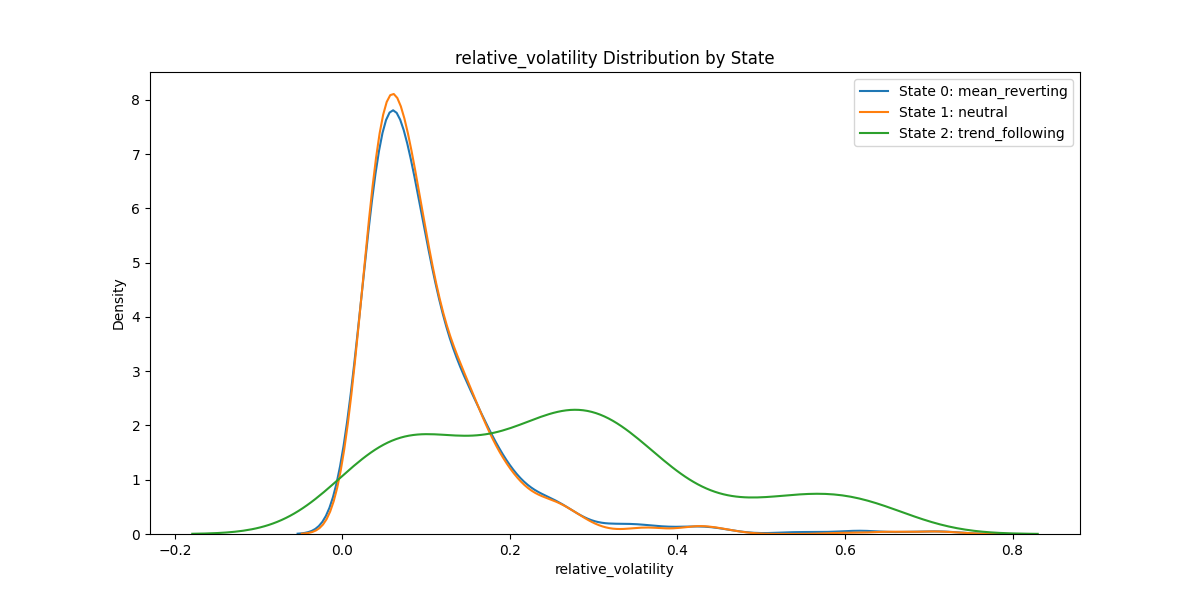 relative_volatility Distribution by State
State 0: mean_reverting
State 1: neutral
State 2: trend_following
Density
8
7
6
5
4
3
2
1
0
−0.2
0.0
0.2
0.4
0.6
0.8
relative_volatility